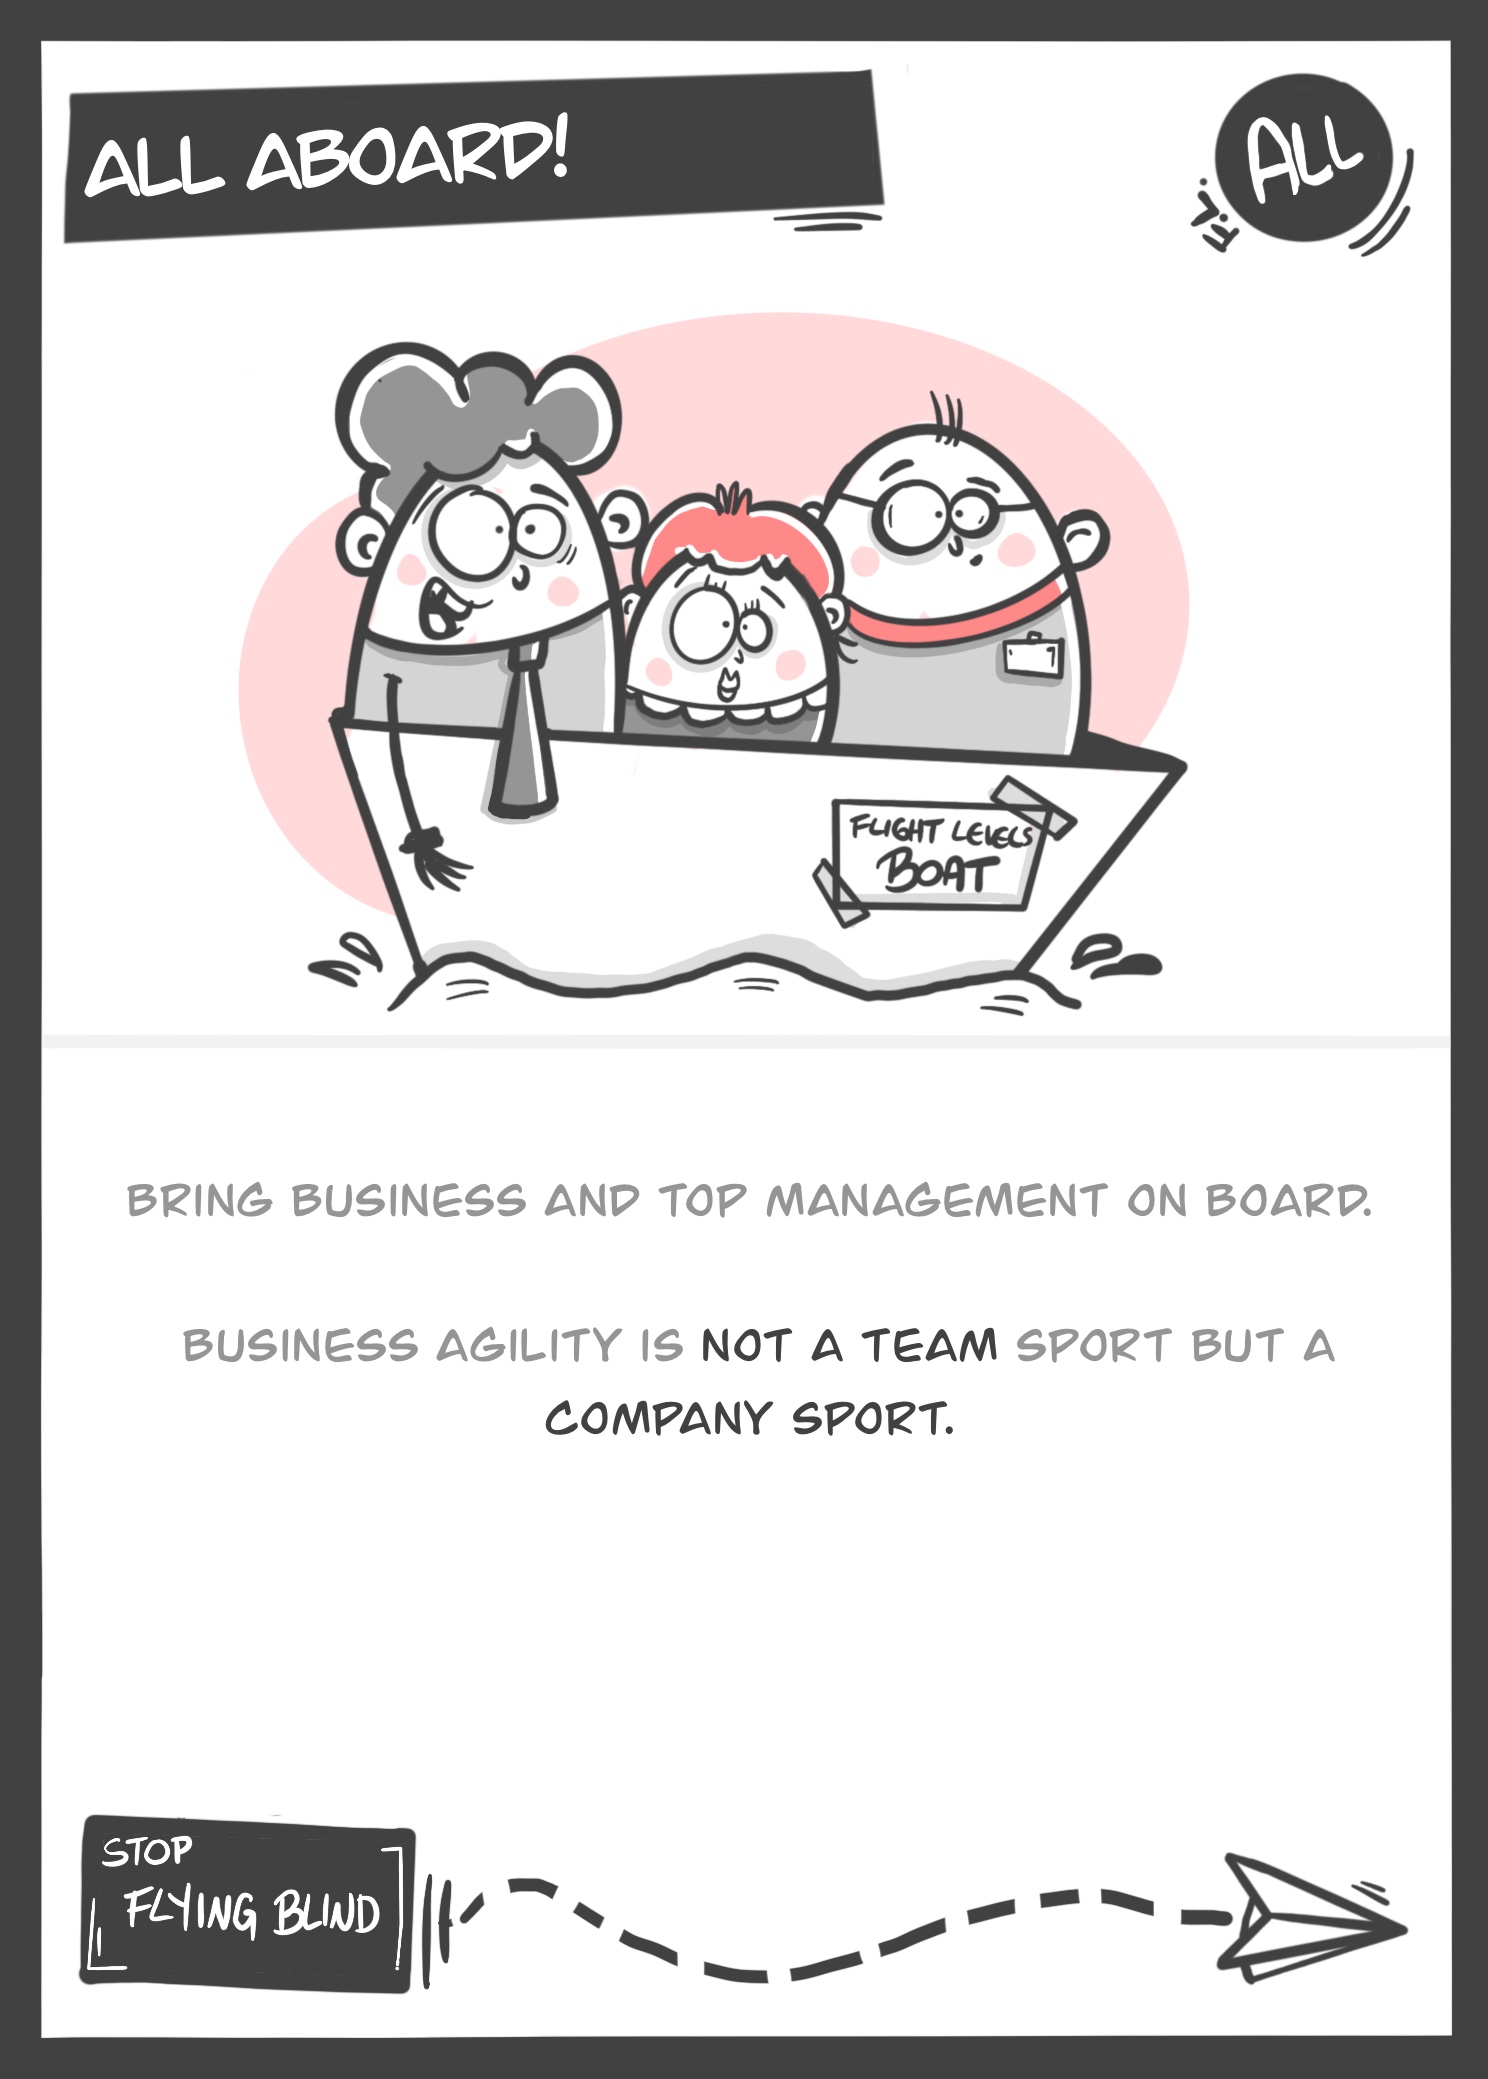 ALL ABOARD!
ALL
F.L.
FLIGHT LEVELS
BOAT
BRING BUSINESS AND TOP MANAGEMENT ON BOARD.
BUSINESS AGILITY IS NOT A TEAM SPORT BUT A
COMPANY SPORT.
STOP
FLYING BLIND